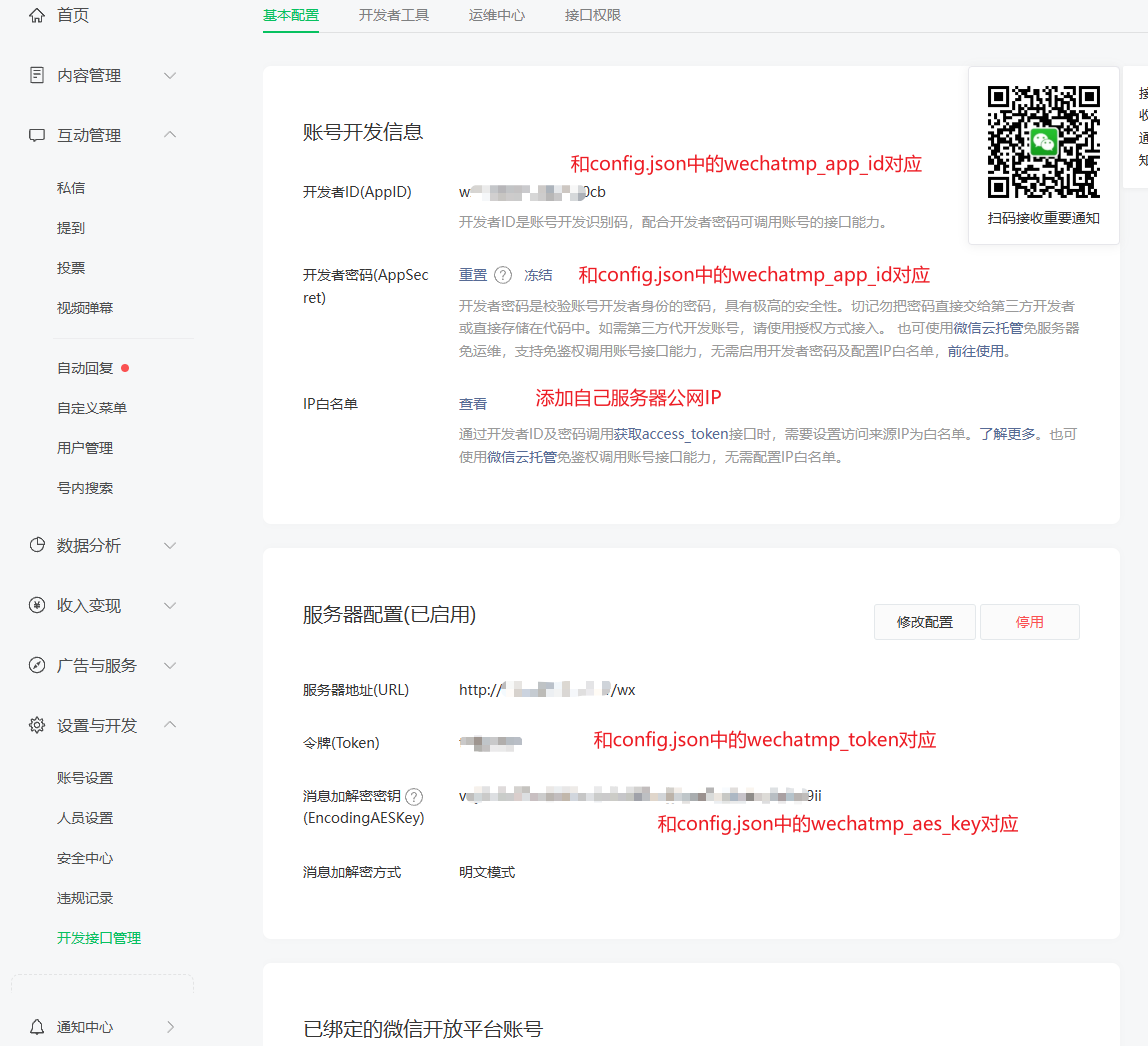 首页
内容管理
互动管理
私信
提到
投票
视频弹幕
自动回复
自定义菜单
用户管理
号内搜索
数据分析
收入变现
广告与服务
设置与开发
账号设置
人员设置
安全中心
违规记录
开发接口管理
通知中心
基本配置 开发者工具 运维中心 接口权限
账号开发信息
和config.json中的wechatmp_app_id对应
开发者ID(AppID) w 0cb
开发者ID是账号开发识别码，配合开发者密码可调用账号的接口能力。
开发者密码(AppSec
ret)
重置 ? 冻结 和config.json中的wechatmp_app_id对应
开发者密码是校验账号开发者身份的密码，具有极高的安全性。切记勿把密码直接交给第三方开发者
或直接存储在代码中。如需第三方代开发账号，请使用授权方式接入。 也可使用微信云托管免服务器
免运维，支持免鉴权调用账号接口能力，无需启用开发者密码及配置IP白名单，前往使用。
IP白名单 查看 添加自己服务器公网IP
通过开发者ID及密码调用获取access_token接口时，需要设置访问来源IP为白名单。了解更多。也可
使用微信云托管免鉴权调用账号接口能力，无需配置IP白名单。
扫码接收重要通知
接
收
通
知
服务器配置(已启用) 修改配置 停用
服务器地址(URL) http:// /wx
令牌(Token) 和config.json中的wechatmp_token对应
消息加解密密钥 ?
(EncodingAESKey)
v 9ii
和config.json中的wechatmp_aes_key对应
消息加解密方式 明文模式
已绑定的微信开放平台账号